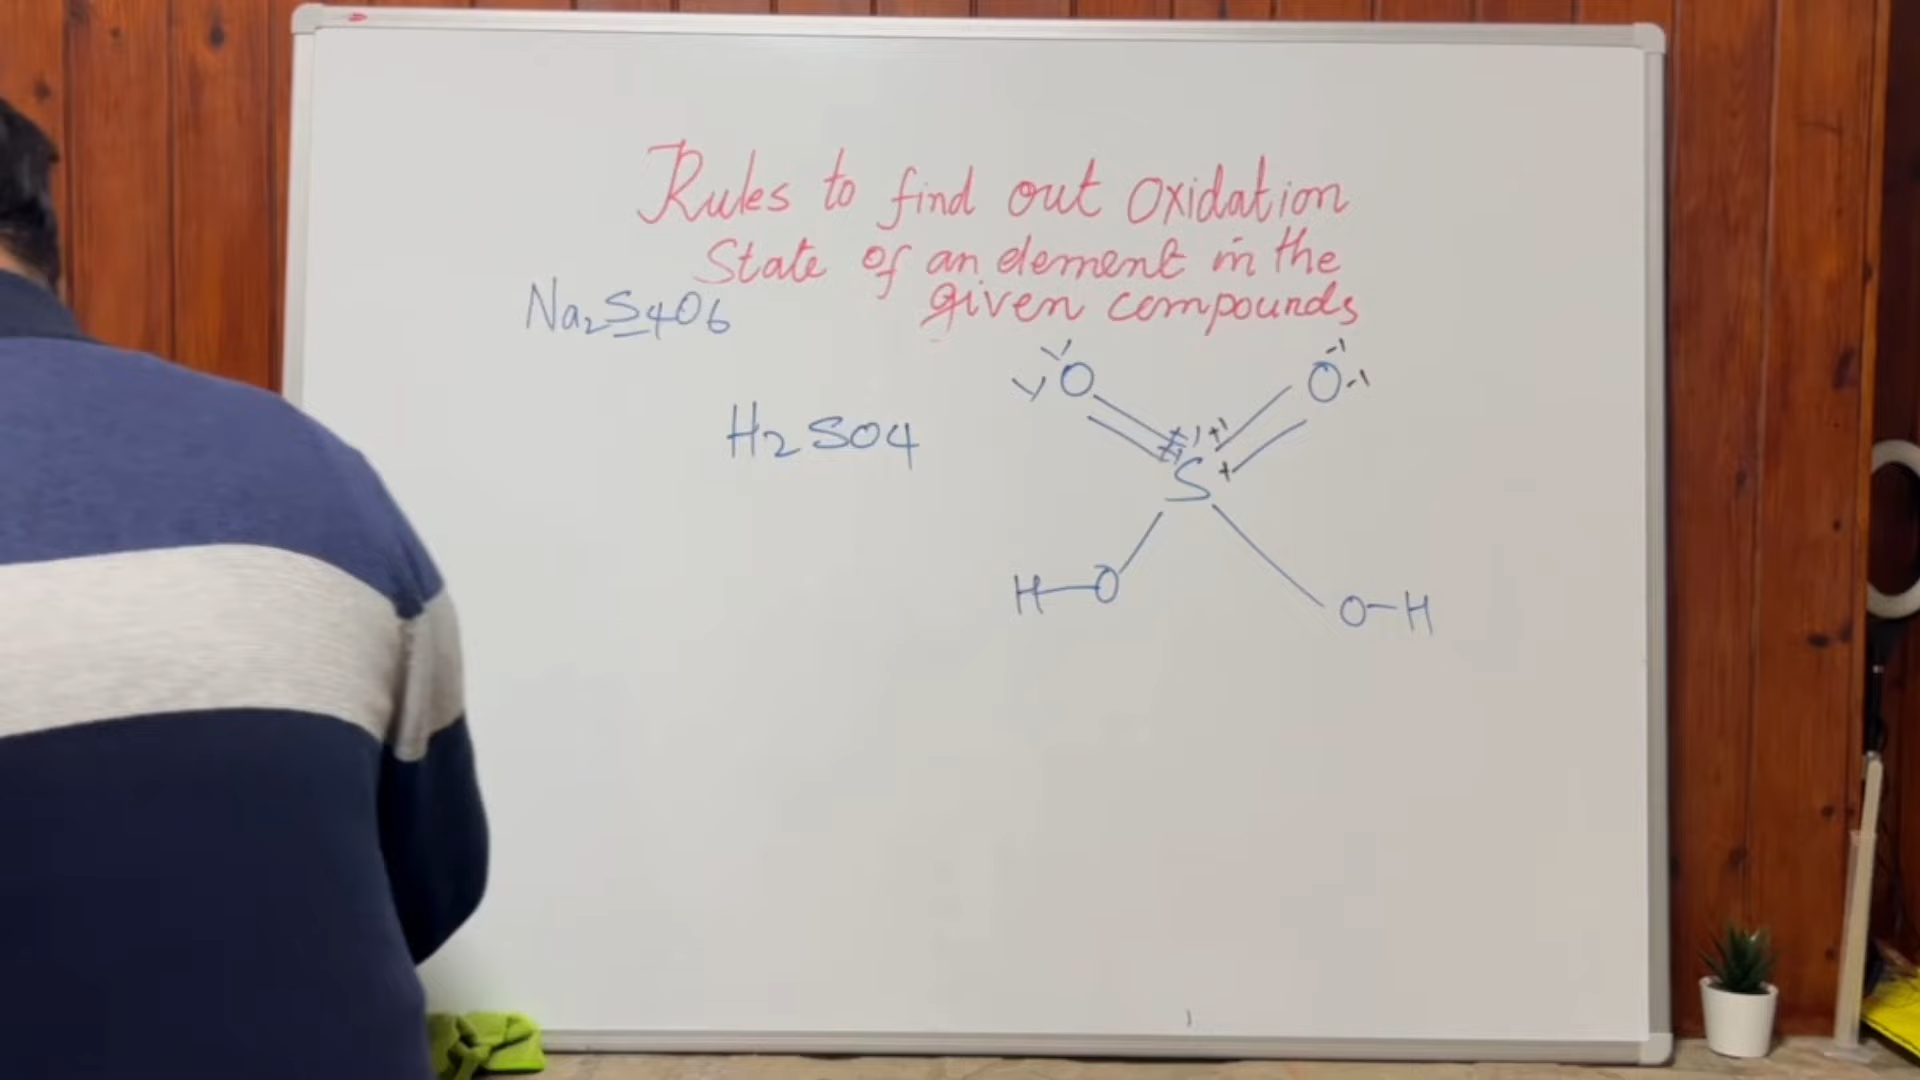 Rules to find out Oxidation
State of an element in the
given compounds
Na2S4O6
H2SO4
O O -1 -1
+1 +1 +
S
H-O O-H